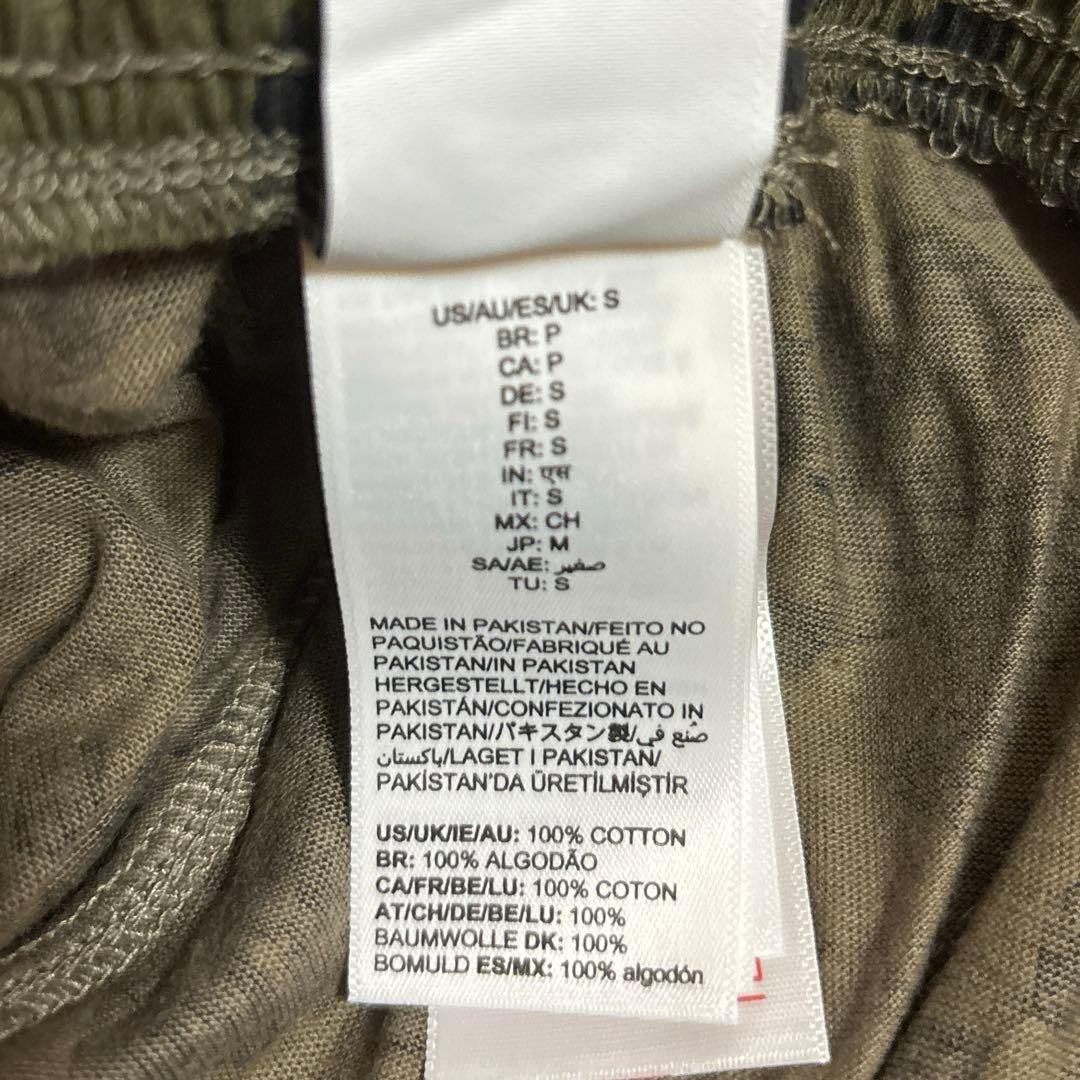 US/AU/ES/UK: S
BR: P
CA: P
DE: S
FI: S
FR: S
IN: एस
IT: S
MX: CH
JP: M
SA/AE: صغير
TU: S
MADE IN PAKISTAN/FEITO NO
PAQUISTÃO/FABRIQUÉ AU
PAKISTAN/IN PAKISTAN
HERGESTELLT/HECHO EN
PAKISTÁN/CONFEZIONATO IN
PAKISTAN/パキスタン製/صُنع في
باكستان/LAGET I PAKISTAN/
PAKİSTAN'DA ÜRETİLMİŞTİR
US/UK/IE/AU: 100% COTTON
BR: 100% ALGODÃO
CA/FR/BE/LU: 100% COTON
AT/CH/DE/BE/LU: 100%
BAUMWOLLE DK: 100%
BOMULD ES/MX: 100% algodón